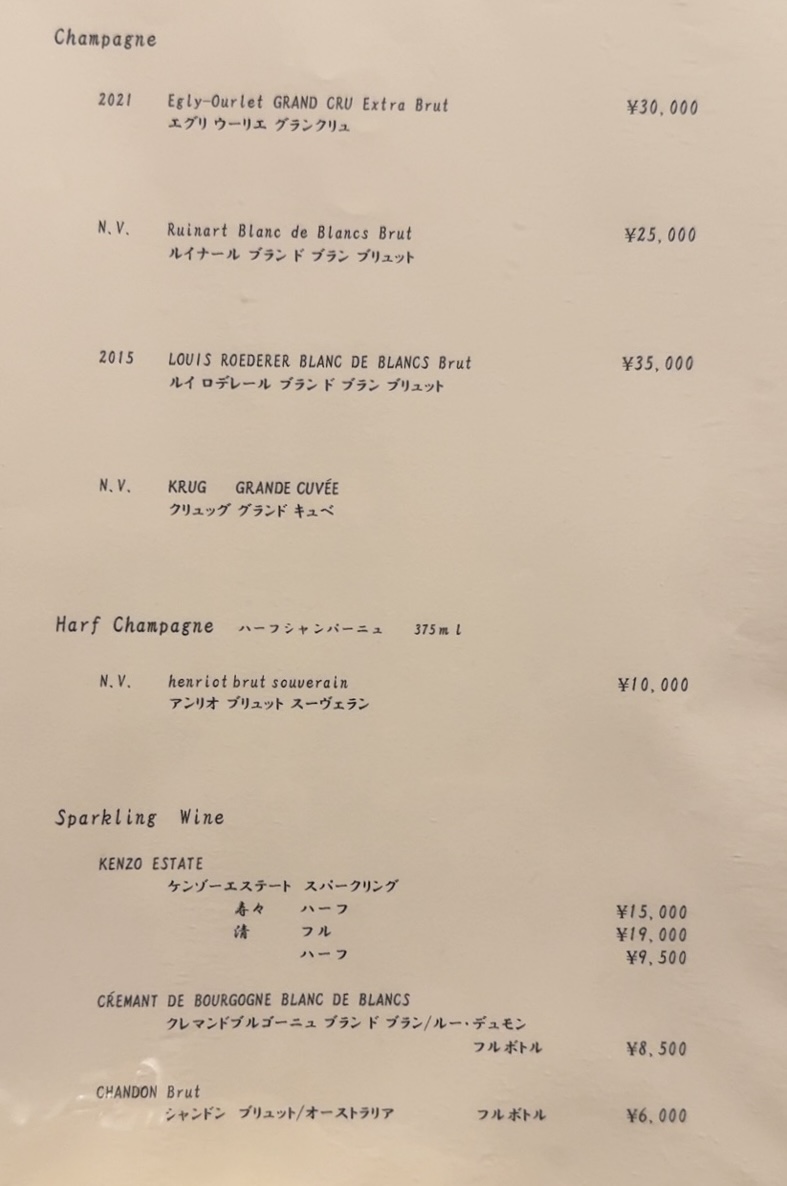 Champagne
2021 Egly-Ourlet GRAND CRU Extra Brut ¥30,000
エグリ ウーリエ グランクリュ
N.V. Ruinart Blanc de Blancs Brut ¥25,000
ルイナール ブラン ド ブラン ブリュット
2015 LOUIS ROEDERER BLANC DE BLANCS Brut ¥35,000
ルイ ロデレール ブラン ド ブラン ブリュット
N.V. KRUG GRANDE CUVÉE
クリュッグ グランド キュベ
Harf Champagne ハーフシャンパーニュ 375ml
N.V. henriot brut souverain ¥10,000
アンリオ ブリュット スーヴェラン
Sparkling Wine
KENZO ESTATE
ケンゾーエステート スパークリング
寿々 ハーフ ¥15,000
清 フル ¥19,000
ハーフ ¥9,500
CŔEMANT DE BOURGOGNE BLANC DE BLANCS
クレマンドブルゴーニュ ブラン ド ブラン/ルー・デュモン
フルボトル ¥8,500
CHANDON Brut
シャンドン ブリュット/オーストラリア フルボトル ¥6,000